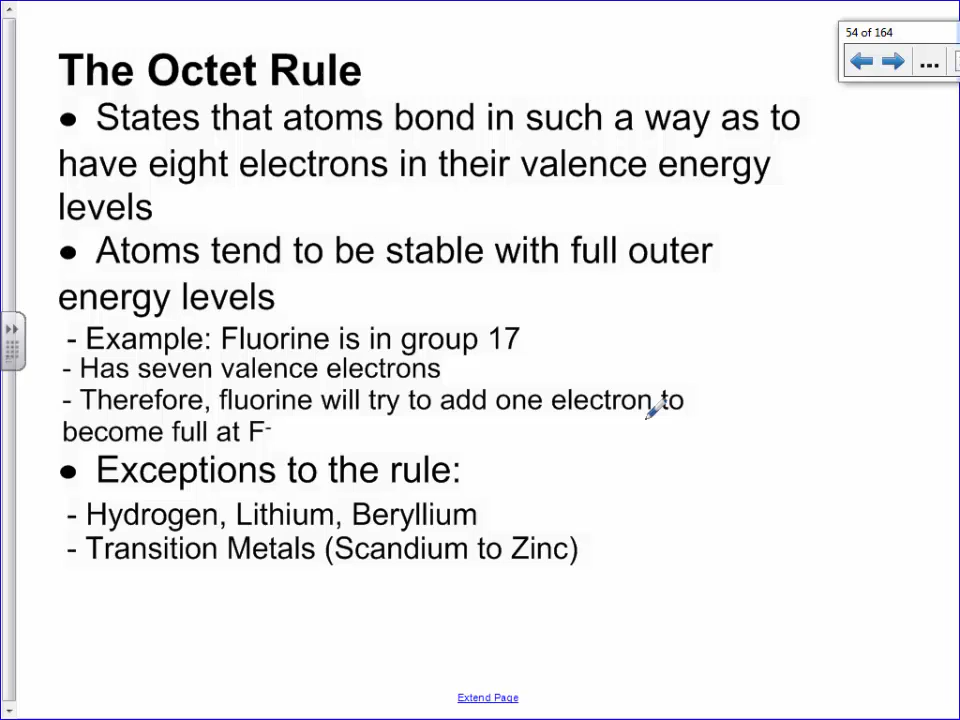 54 of 164
...
The Octet Rule
● States that atoms bond in such a way as to
have eight electrons in their valence energy
levels
● Atoms tend to be stable with full outer
energy levels
- Example: Fluorine is in group 17
- Has seven valence electrons
- Therefore, fluorine will try to add one electron to
become full at F⁻
● Exceptions to the rule:
- Hydrogen, Lithium, Beryllium
- Transition Metals (Scandium to Zinc)
Extend Page